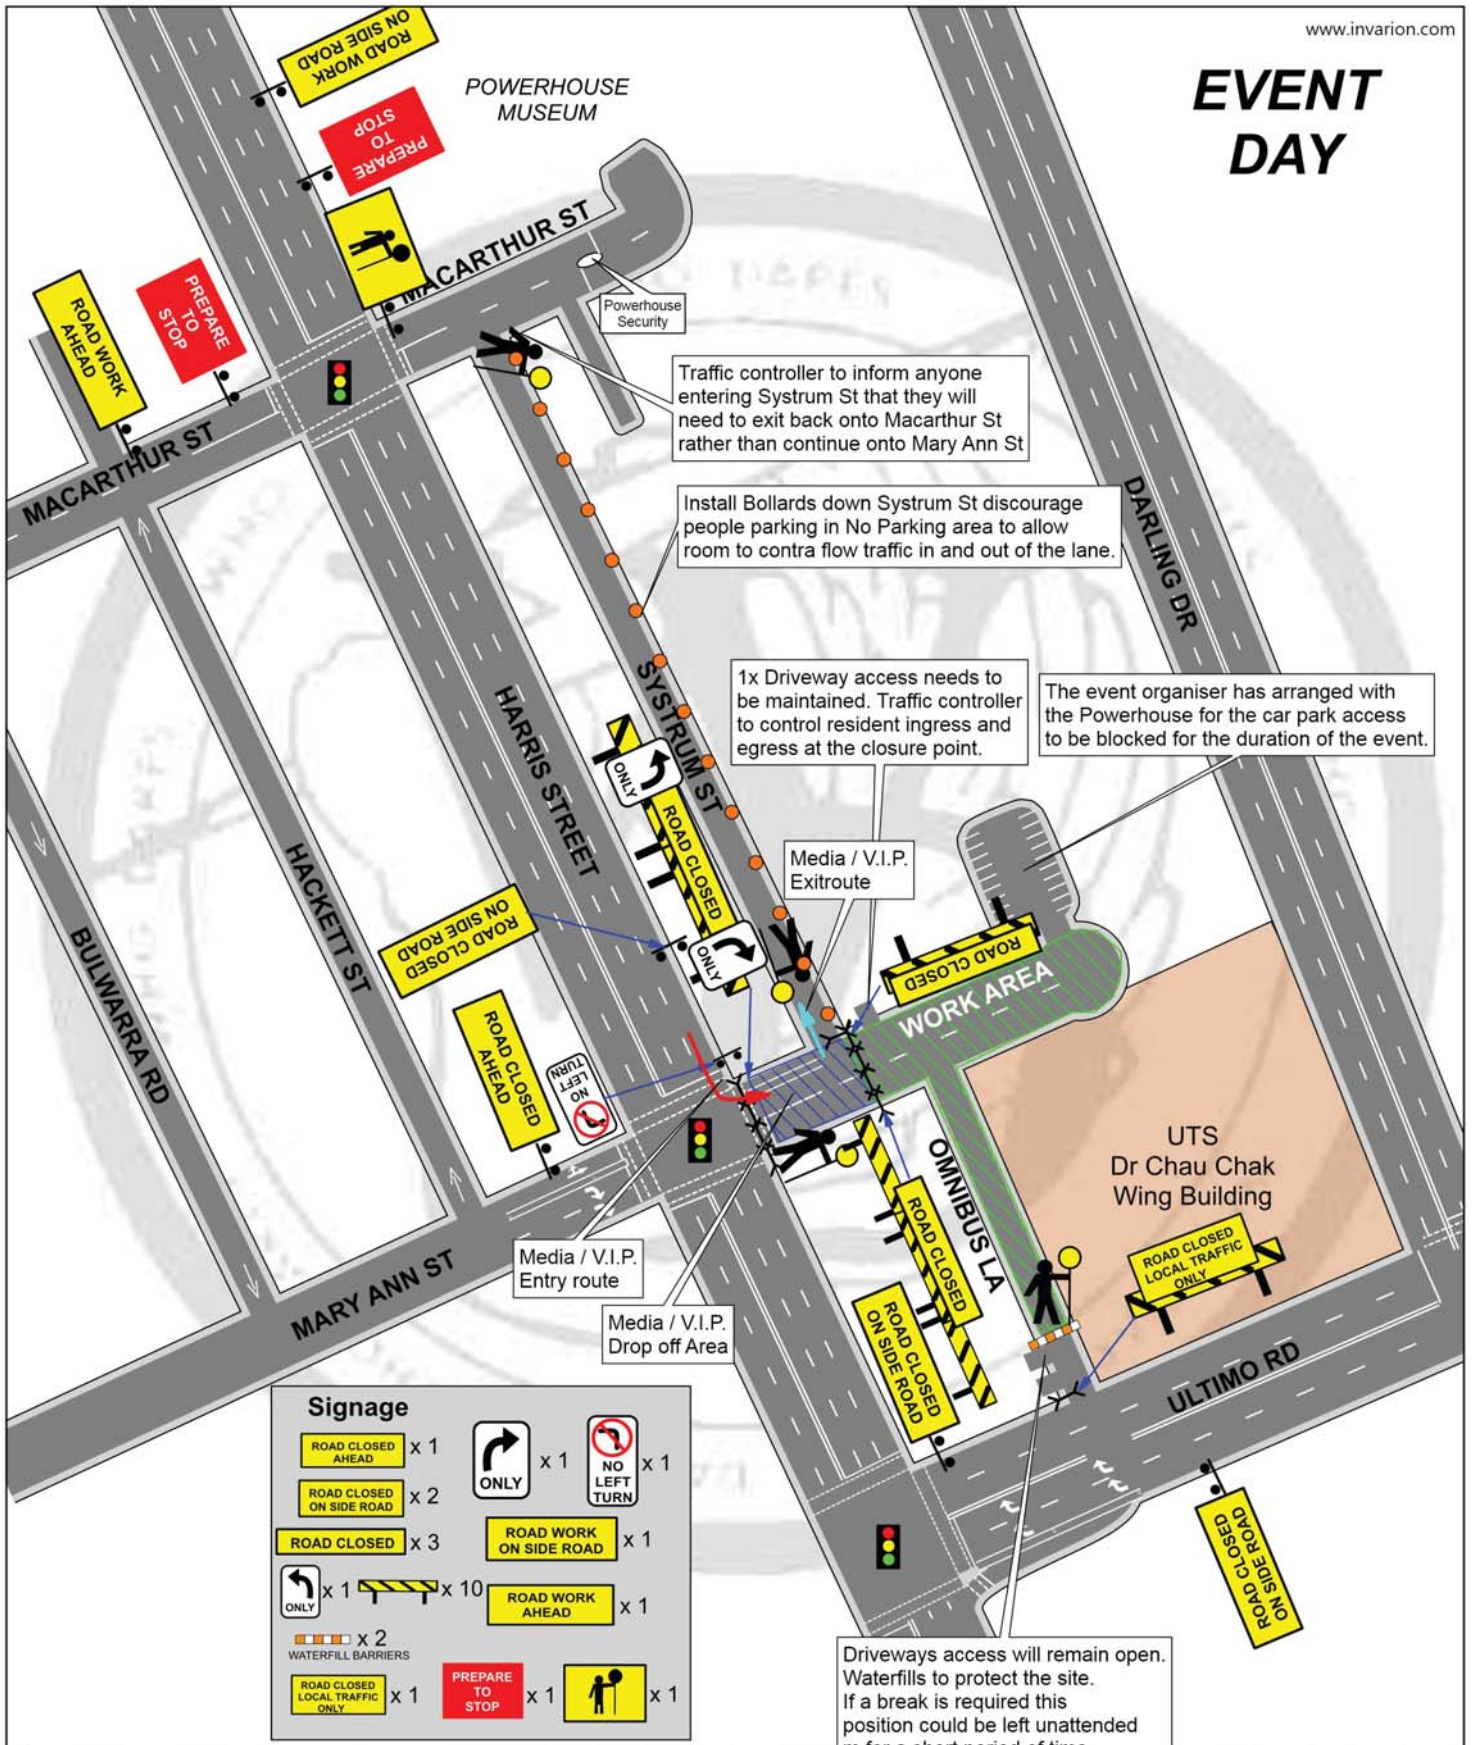 www.invarion.com
EVENT
DAY
ROAD WORK
ON SIDE ROAD
POWERHOUSE
MUSEUM
PREPARE
TO
STOP
MACARTHUR ST
Powerhouse
Security
ROAD WORK
AHEAD
PREPARE
TO
STOP
MACARTHUR ST
Traffic controller to inform anyone
entering Systrum St that they will
need to exit back onto Macarthur St
rather than continue onto Mary Ann St
Install Bollards down Systrum St discourage
people parking in No Parking area to allow
room to contra flow traffic in and out of the lane.
DARLING DR
SYSTRUM ST
HARRIS STREET
1x Driveway access needs to
be maintained. Traffic controller
to control resident ingress and
egress at the closure point.
The event organiser has arranged with
the Powerhouse for the car park access
to be blocked for the duration of the event.
ONLY
ROAD CLOSED
ONLY
Media / V.I.P.
Exitroute
HACKETT ST
BULWARRA RD
ROAD CLOSED
ON SIDE ROAD
ROAD CLOSED
AHEAD
NO
LEFT
TURN
ROAD CLOSED
WORK AREA
OMNIBUS LA
UTS
Dr Chau Chak
Wing Building
ROAD CLOSED
ROAD CLOSED
LOCAL TRAFFIC
ONLY
MARY ANN ST
Media / V.I.P.
Entry route
Media / V.I.P.
Drop off Area
ROAD CLOSED
ON SIDE ROAD
ULTIMO RD
ROAD CLOSED
ON SIDE ROAD
Signage
ROAD CLOSED
AHEAD
x 1
ONLY
x 1
NO
LEFT
TURN
x 1
ROAD CLOSED
ON SIDE ROAD
x 2
ROAD CLOSED
x 3
ROAD WORK
ON SIDE ROAD
x 1
ONLY
x 1
x 10
ROAD WORK
AHEAD
x 1
x 2
WATERFILL BARRIERS
ROAD CLOSED
LOCAL TRAFFIC
ONLY
x 1
PREPARE
TO
STOP
x 1
x 1
Driveways access will remain open.
Waterfills to protect the site.
If a break is required this
position could be left unattended